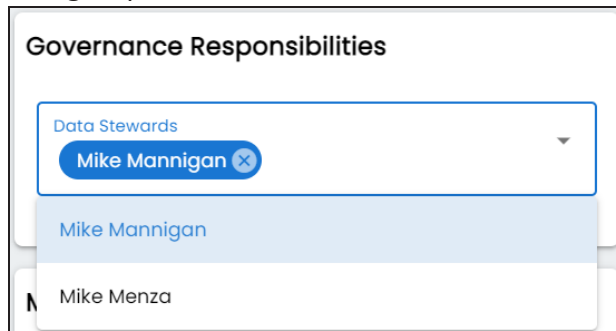 Governance Responsibilities
Data Stewards
Mike Mannigan
Mike Mannigan
Mike Menza